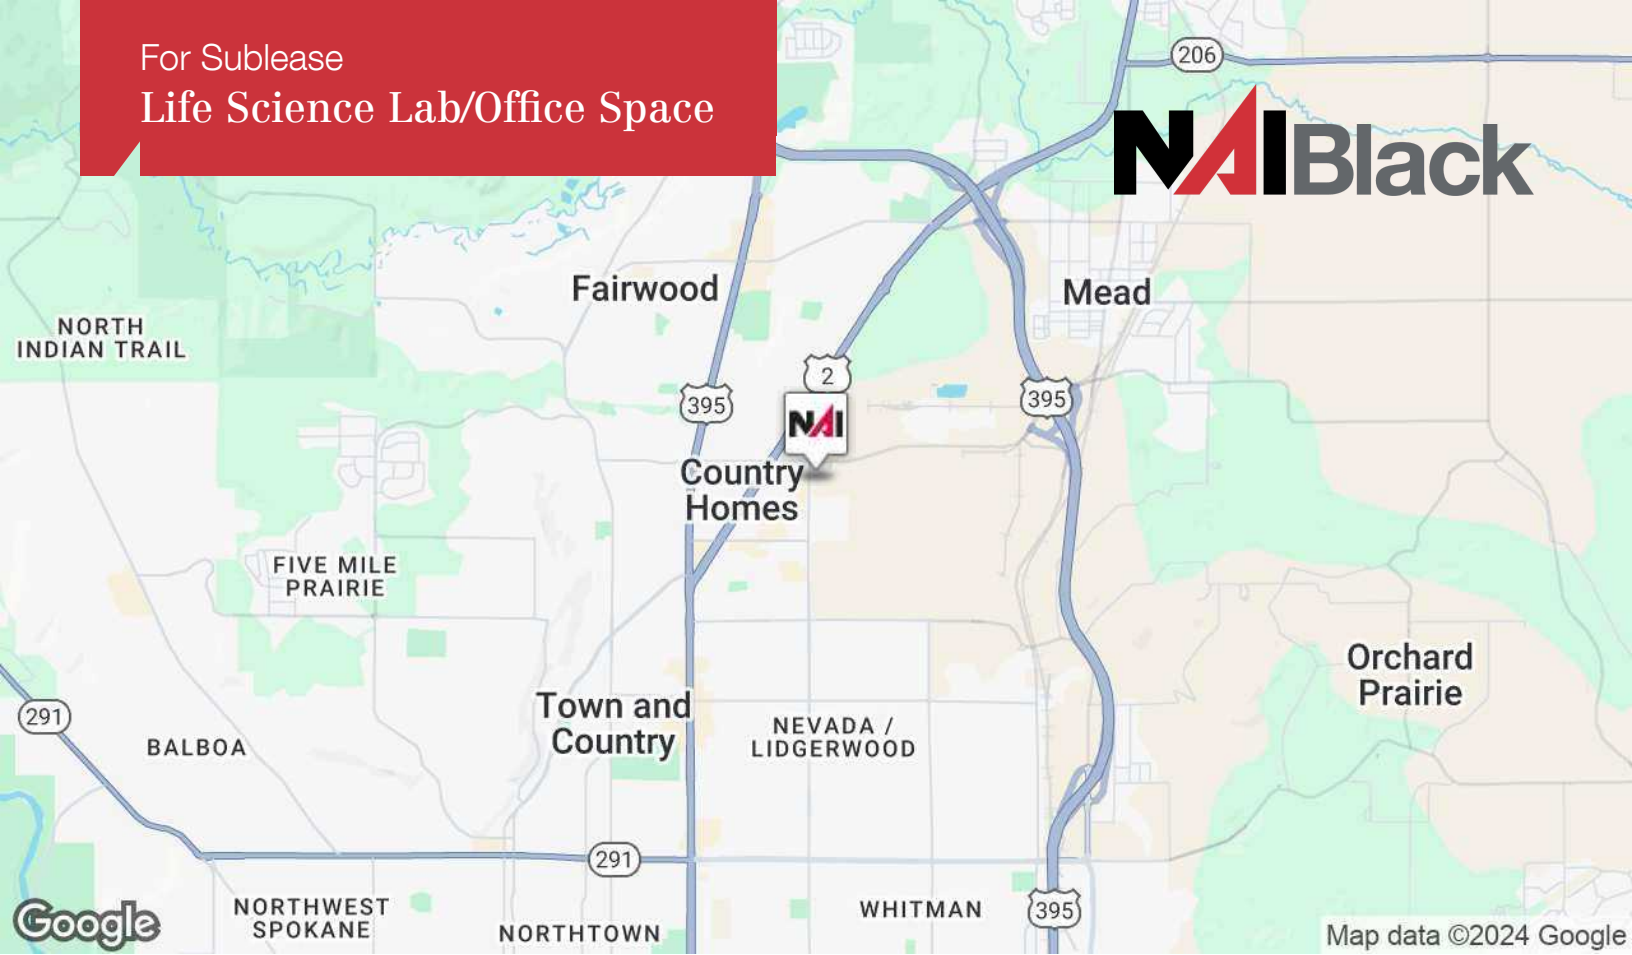 For Sublease
Life Science Lab/Office Space
206
NAIBlack
Fairwood
Mead
NORTH
INDIAN TRAIL
2
395
395
NAI
Country
Homes
FIVE MILE
PRAIRIE
Orchard
Prairie
291
Town and
Country
NEVADA /
LIDGERWOOD
BALBOA
291
NORTHWEST
SPOKANE
WHITMAN
395
NORTHTOWN
Google
Map data ©2024 Google